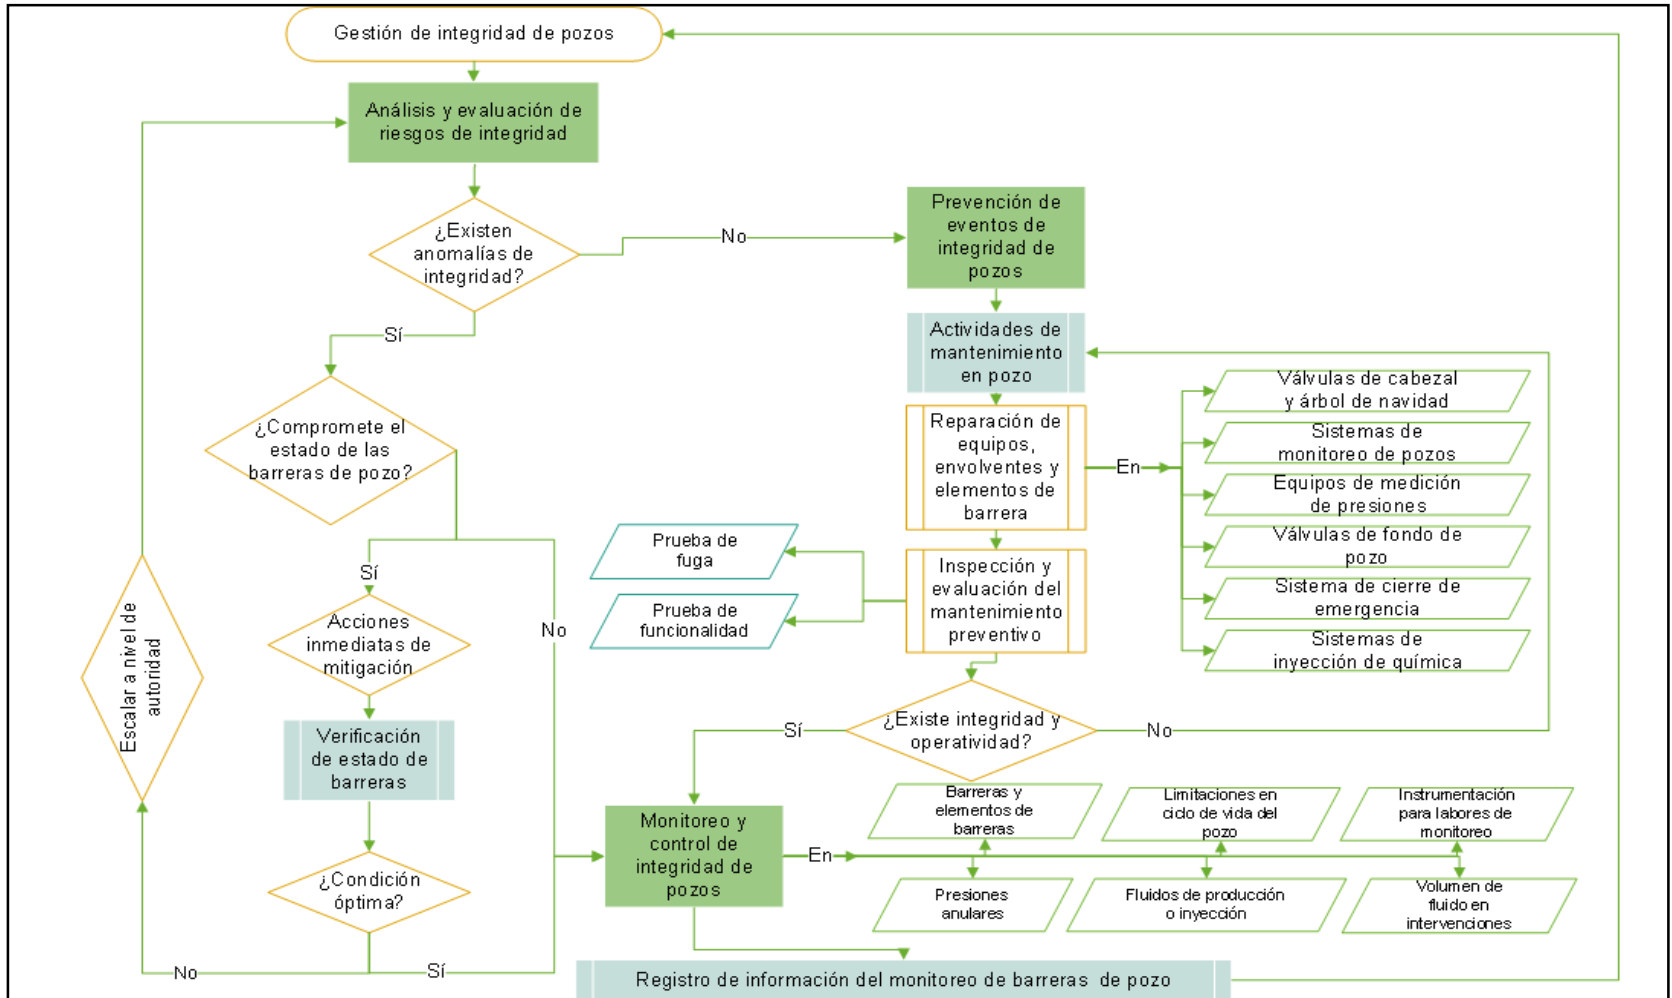 Gestión de integridad de pozos
Análisis y evaluación de
riesgos de integridad
¿Existen
anomalías de
integridad?
No
Prevención de
eventos de
integridad de
pozos
Sí
Actividades de
mantenimiento
en pozo
¿Compromete el
estado de las
barreras de pozo?
Reparación de
equipos,
envolventes y
elementos de
barrera
En
Válvulas de cabezal
y árbol de navidad
Sistemas de
monitoreo de pozos
Equipos de medición
de presiones
Válvulas de fondo de
pozo
Sistema de cierre de
emergencia
Sistemas de
inyección de química
Prueba de
fuga
Prueba de
funcionalidad
Inspección y
evaluación del
mantenimiento
preventivo
Sí
No
Acciones
inmediatas de
mitigación
Escalar a nivel de
autoridad
Verificación
de estado de
barreras
¿Existe integridad y
operatividad?
Sí
No
¿Condición
óptima?
No
Sí
Monitoreo y
control de
integridad de
pozos
En
Barreras y
elementos de
barreras
Limitaciones en
ciclo de vida del
pozo
Instrumentación
para labores de
monitoreo
Presiones
anulares
Fluidos de producción
o inyección
Volumen de
fluido en
intervenciones
Registro de información del monitoreo de barreras de pozo